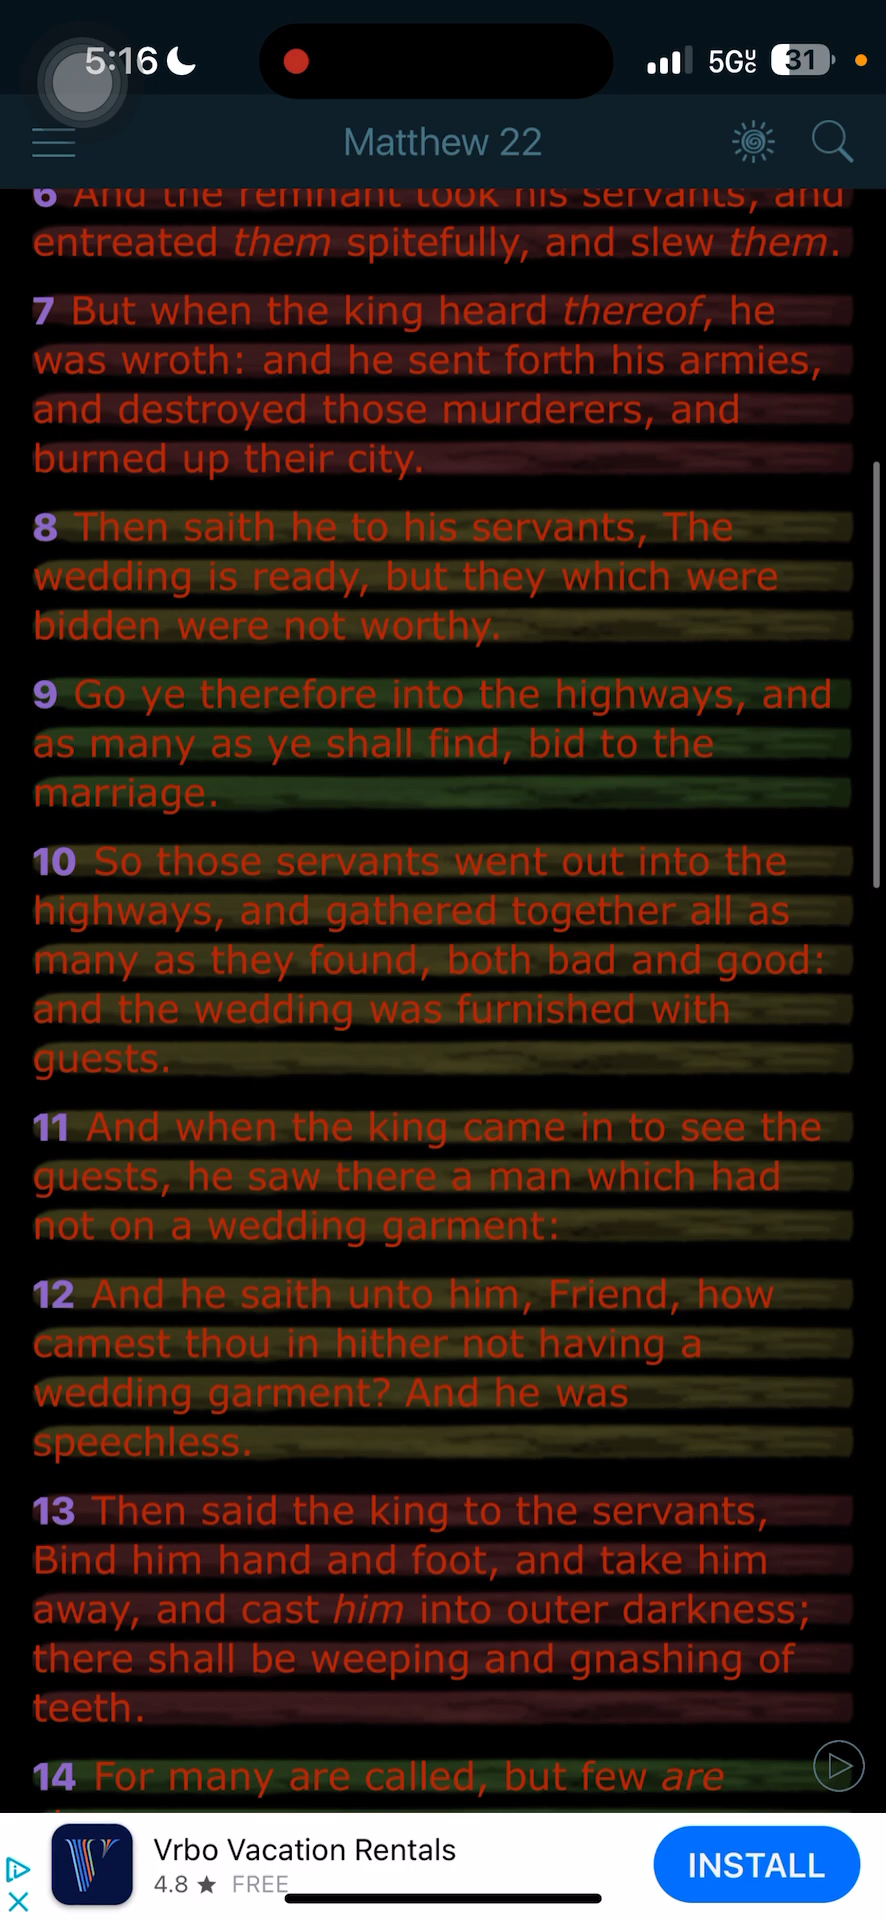 5:16
5G
31
Matthew 22
6 And the remnant took his servants, and
entreated them spitefully, and slew them.
7 But when the king heard thereof, he
was wroth: and he sent forth his armies,
and destroyed those murderers, and
burned up their city.
8 Then saith he to his servants, The
wedding is ready, but they which were
bidden were not worthy.
9 Go ye therefore into the highways, and
as many as ye shall find, bid to the
marriage.
10 So those servants went out into the
highways, and gathered together all as
many as they found, both bad and good:
and the wedding was furnished with
guests.
11 And when the king came in to see the
guests, he saw there a man which had
not on a wedding garment:
12 And he saith unto him, Friend, how
camest thou in hither not having a
wedding garment? And he was
speechless.
13 Then said the king to the servants,
Bind him hand and foot, and take him
away, and cast him into outer darkness;
there shall be weeping and gnashing of
teeth.
14 For many are called, but few are
Vrbo Vacation Rentals
4.8 ★ FREE
INSTALL